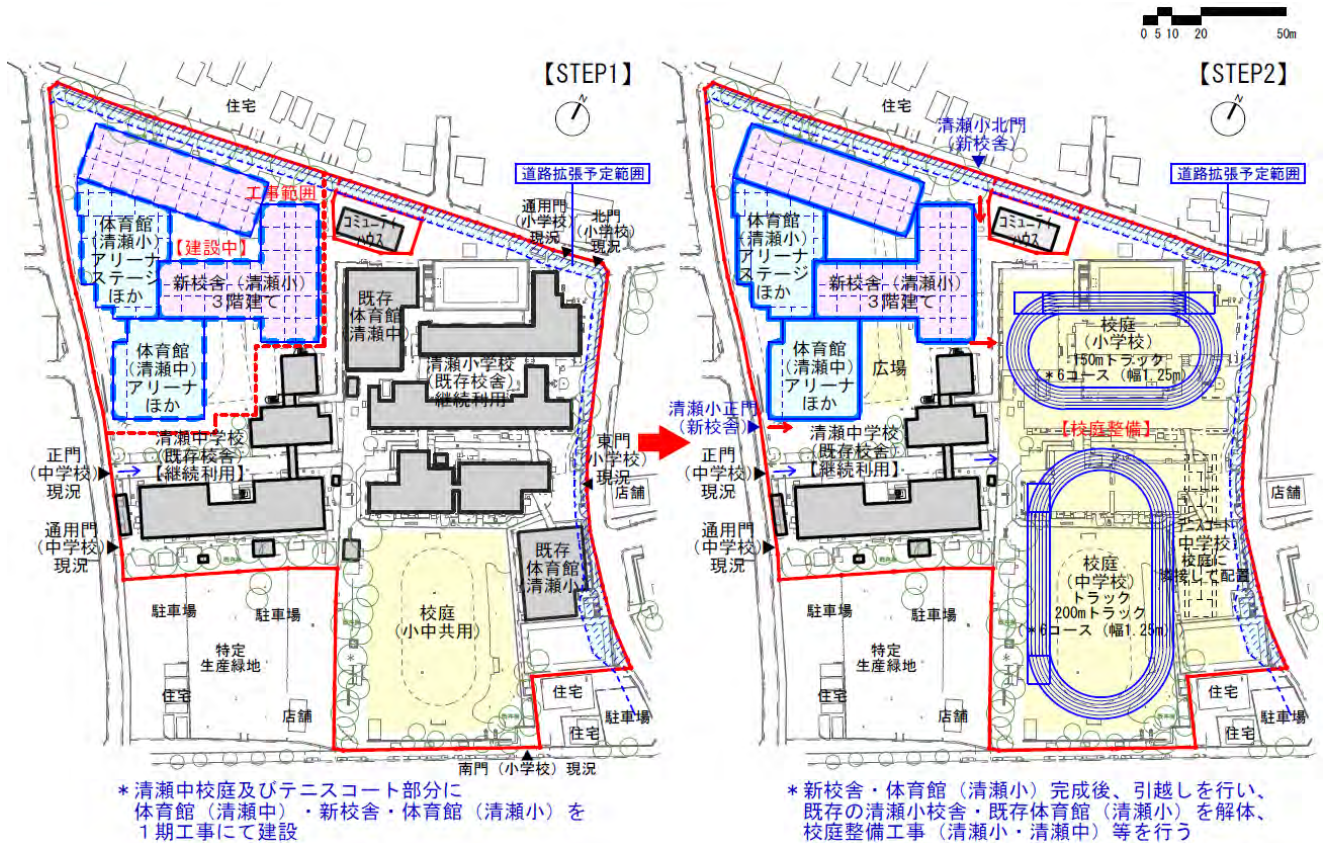 0 5 10 20 50m
【STEP1】
N
住宅
工事範囲
道路拡張予定範囲
通用門
（小学校）
現況
北門
（小学校）
現況
コミュニティ
ハウス
体育館
（清瀬小）
アリーナ
ステージ
ほか
【建設中】
新校舎（清瀬小）
3階建て
既存
体育館
（清瀬中）
体育館
（清瀬中）
アリーナ
ほか
清瀬小学校
（既存校舎）
継続利用
清瀬中学校
（既存校舎）
【継続利用】
正門
（中学校）
現況
東門
（小学校）
現況
店舗
通用門
（中学校）
現況
既存
体育館
（清瀬小）
校庭
（小中共用）
駐車場
駐車場
特定
生産緑地
住宅
店舗
住宅
駐車場
住宅
南門（小学校）現況
＊清瀬中校庭及びテニスコート部分に
体育館（清瀬中）・新校舎・体育館（清瀬小）を
１期工事にて建設
【STEP2】
N
住宅
清瀬小北門
（新校舎）
道路拡張予定範囲
コミュニティ
ハウス
体育館
（清瀬小）
アリーナ
ステージ
ほか
新校舎（清瀬小）
3階建て
体育館
（清瀬中）
アリーナ
ほか
広場
校庭
（小学校）
150mトラック
＊6コース（幅1.25m）
清瀬小正門
（新校舎）
【校庭整備】
清瀬中学校
（既存校舎）
【継続利用】
正門
（中学校）
現況
店舗
通用門
（中学校）
現況
テニスコート
中学校
校庭に
隣接して配置
校庭
（中学校）
トラック
200mトラック
（＊6コース（幅1.25m）
駐車場
駐車場
特定
生産緑地
住宅
店舗
住宅
駐車場
住宅
＊新校舎・体育館（清瀬小）完成後、引越しを行い、
既存の清瀬小校舎・既存体育館（清瀬小）を解体、
校庭整備工事（清瀬小・清瀬中）等を行う